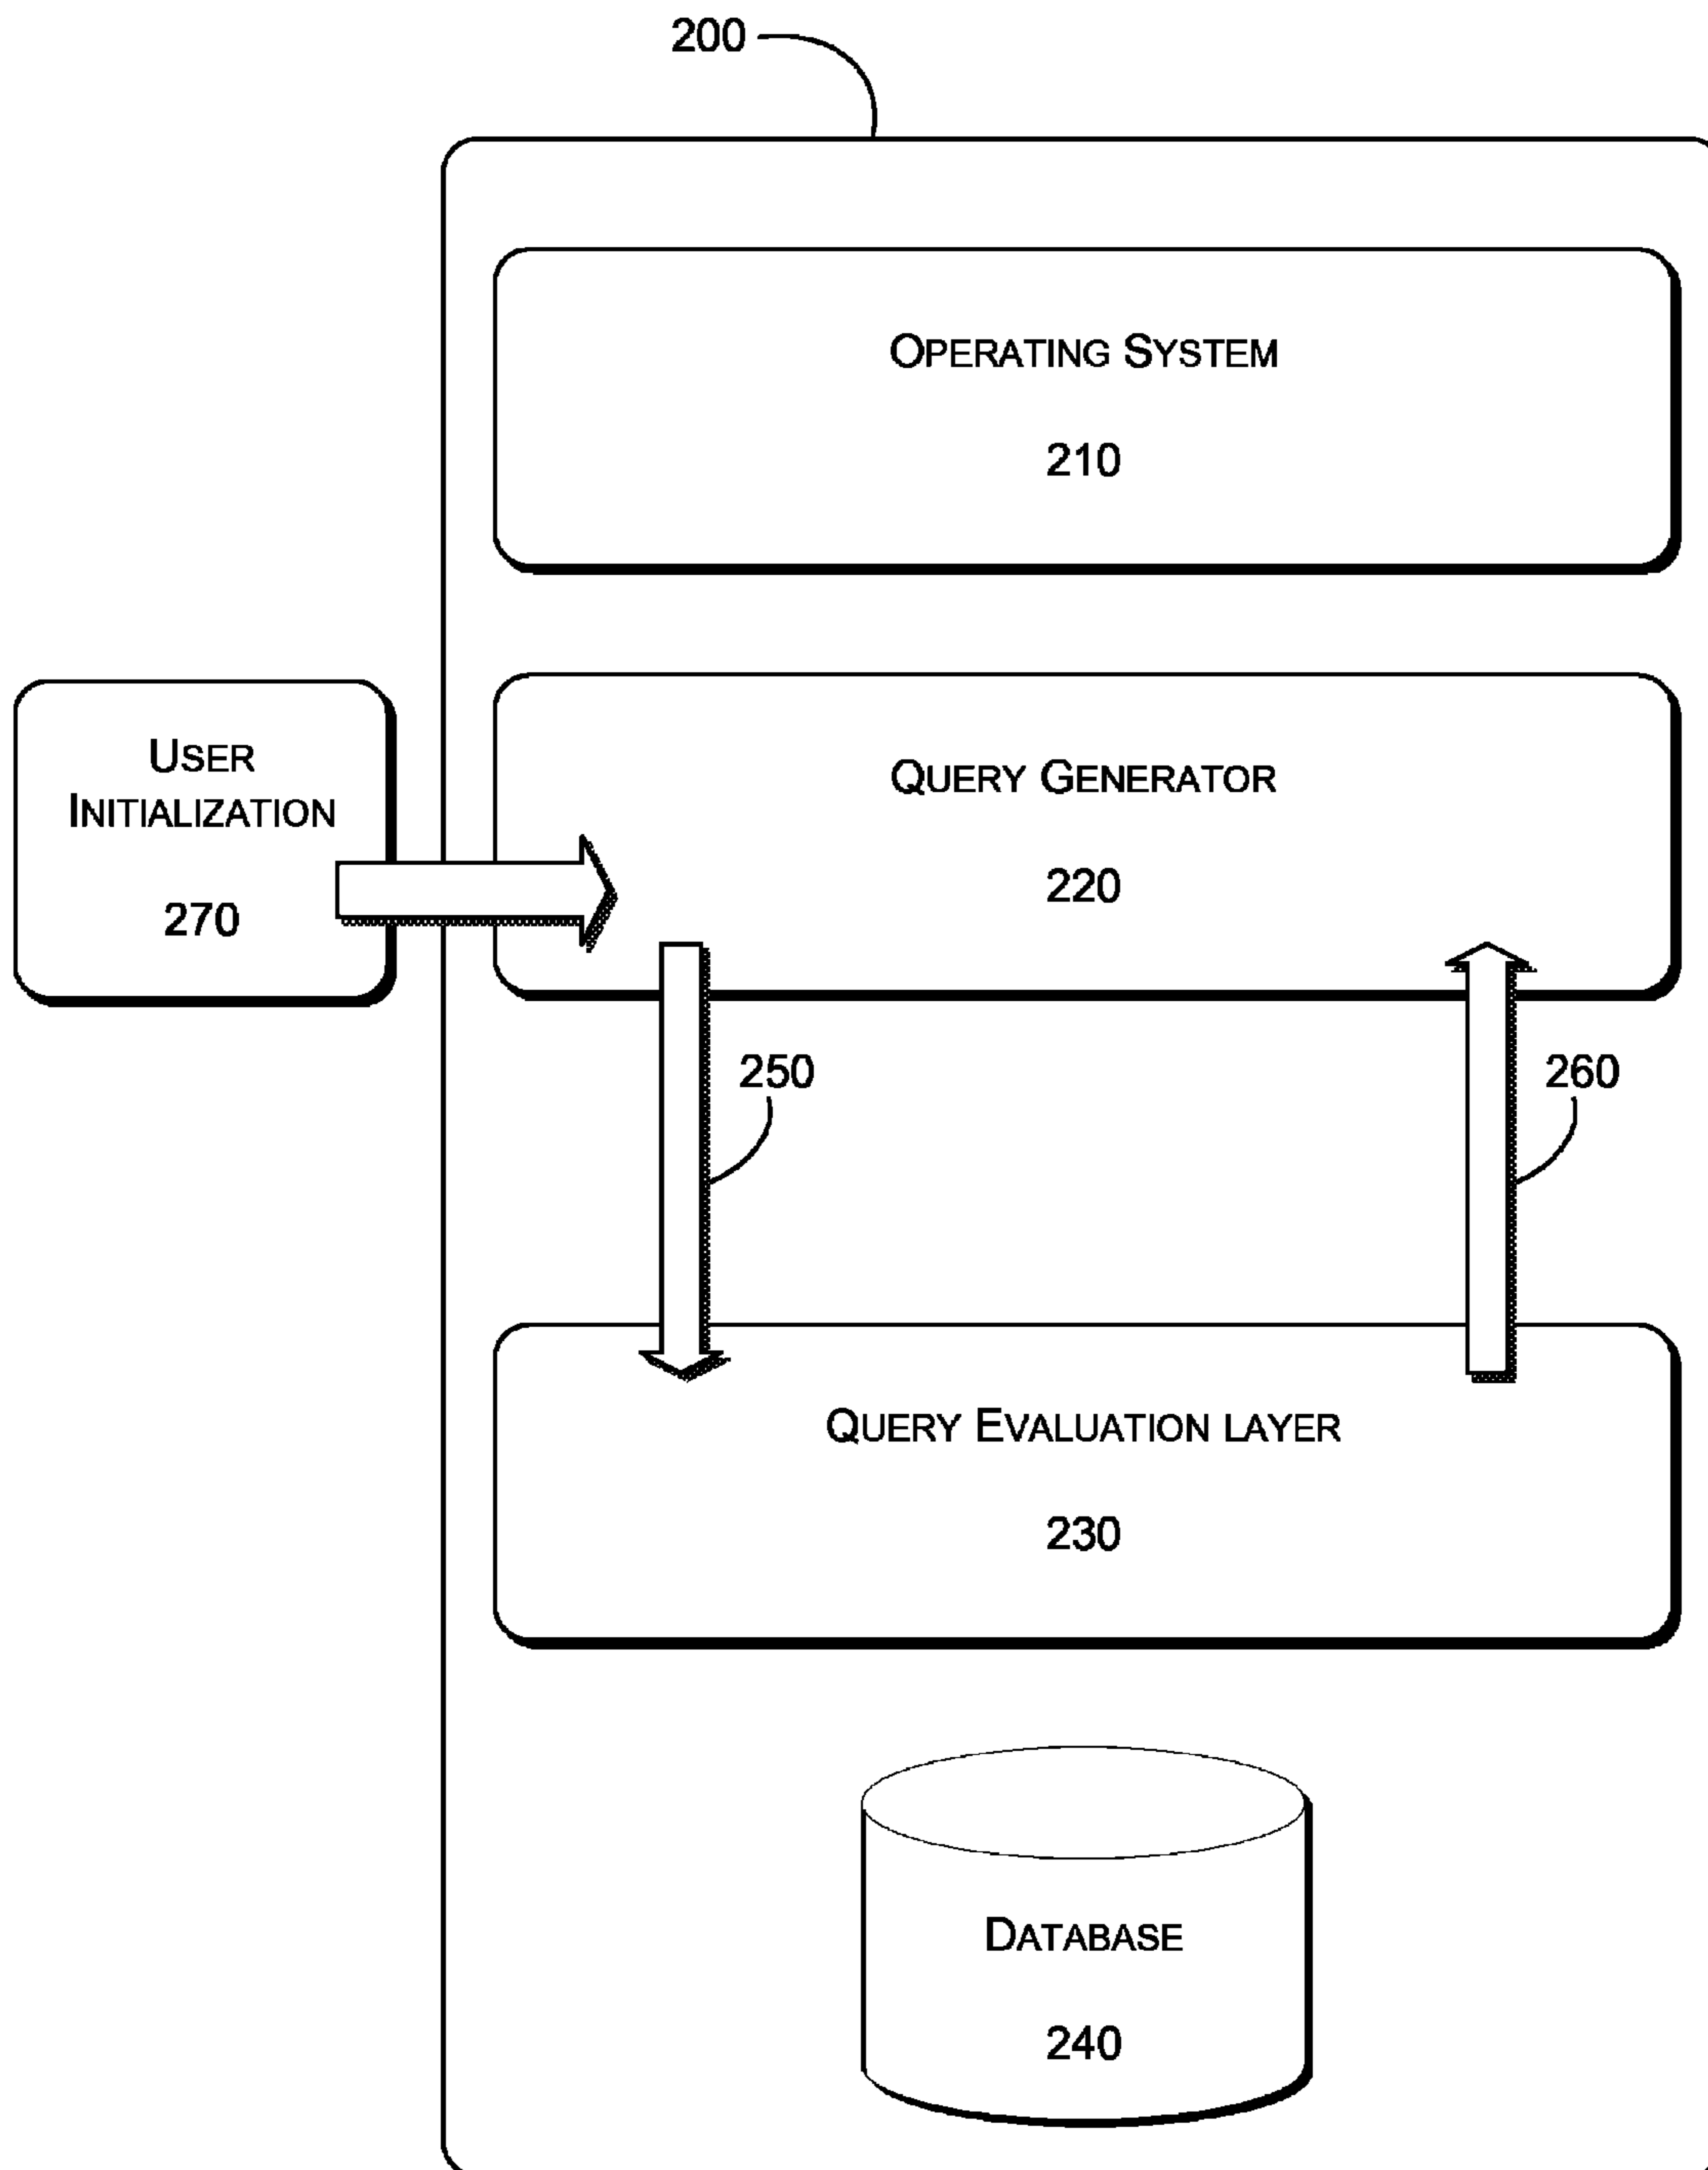 200
OPERATING SYSTEM
210
USER
INITIALIZATION
270
QUERY GENERATOR
220
250
260
QUERY EVALUATION LAYER
230
DATABASE
240